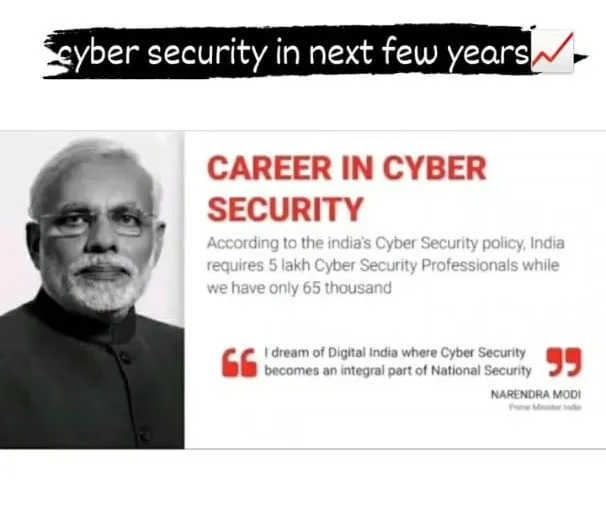 cyber security in next few years
CAREER IN CYBER
SECURITY
According to the india's Cyber Security policy, India
requires 5 lakh Cyber Security Professionals while
we have only 65 thousand
I dream of Digital India where Cyber Security
becomes an integral part of National Security
NARENDRA MODI
Prime Minister India